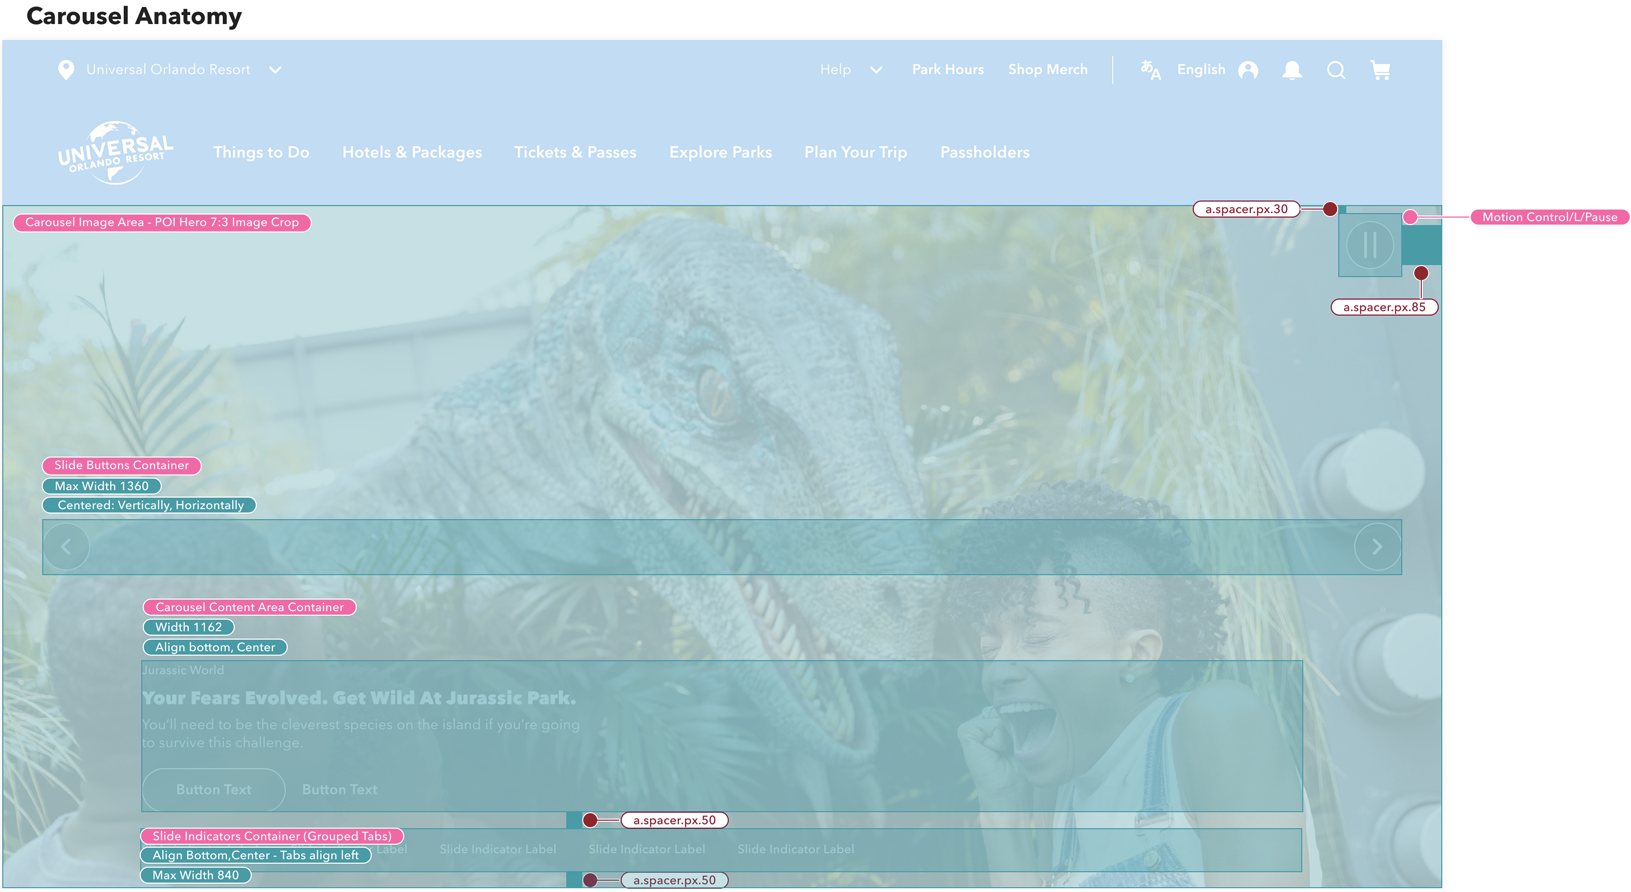 Carousel Anatomy
Universal Orlando Resort
Help
Park Hours
Shop Merch
あA
English
UNIVERSAL
ORLANDO RESORT
Things to Do
Hotels & Packages
Tickets & Passes
Explore Parks
Plan Your Trip
Passholders
Carousel Image Area - POI Hero 7:3 Image Crop
a.spacer.px.30
Motion Control/L/Pause
a.spacer.px.85
Slide Buttons Container
Max Width 1360
Centered: Vertically, Horizontally
Carousel Content Area Container
Width 1162
Align bottom, Center
Jurassic World
Your Fears Evolved. Get Wild At Jurassic Park.
You'll need to be the cleverest species on the island if you're going
to survive this challenge.
Button Text
Button Text
a.spacer.px.50
Slide Indicators Container (Grouped Tabs)
Label
Slide Indicator Label
Slide Indicator Label
Slide Indicator Label
Align Bottom,Center - Tabs align left
Max Width 840
a.spacer.px.50